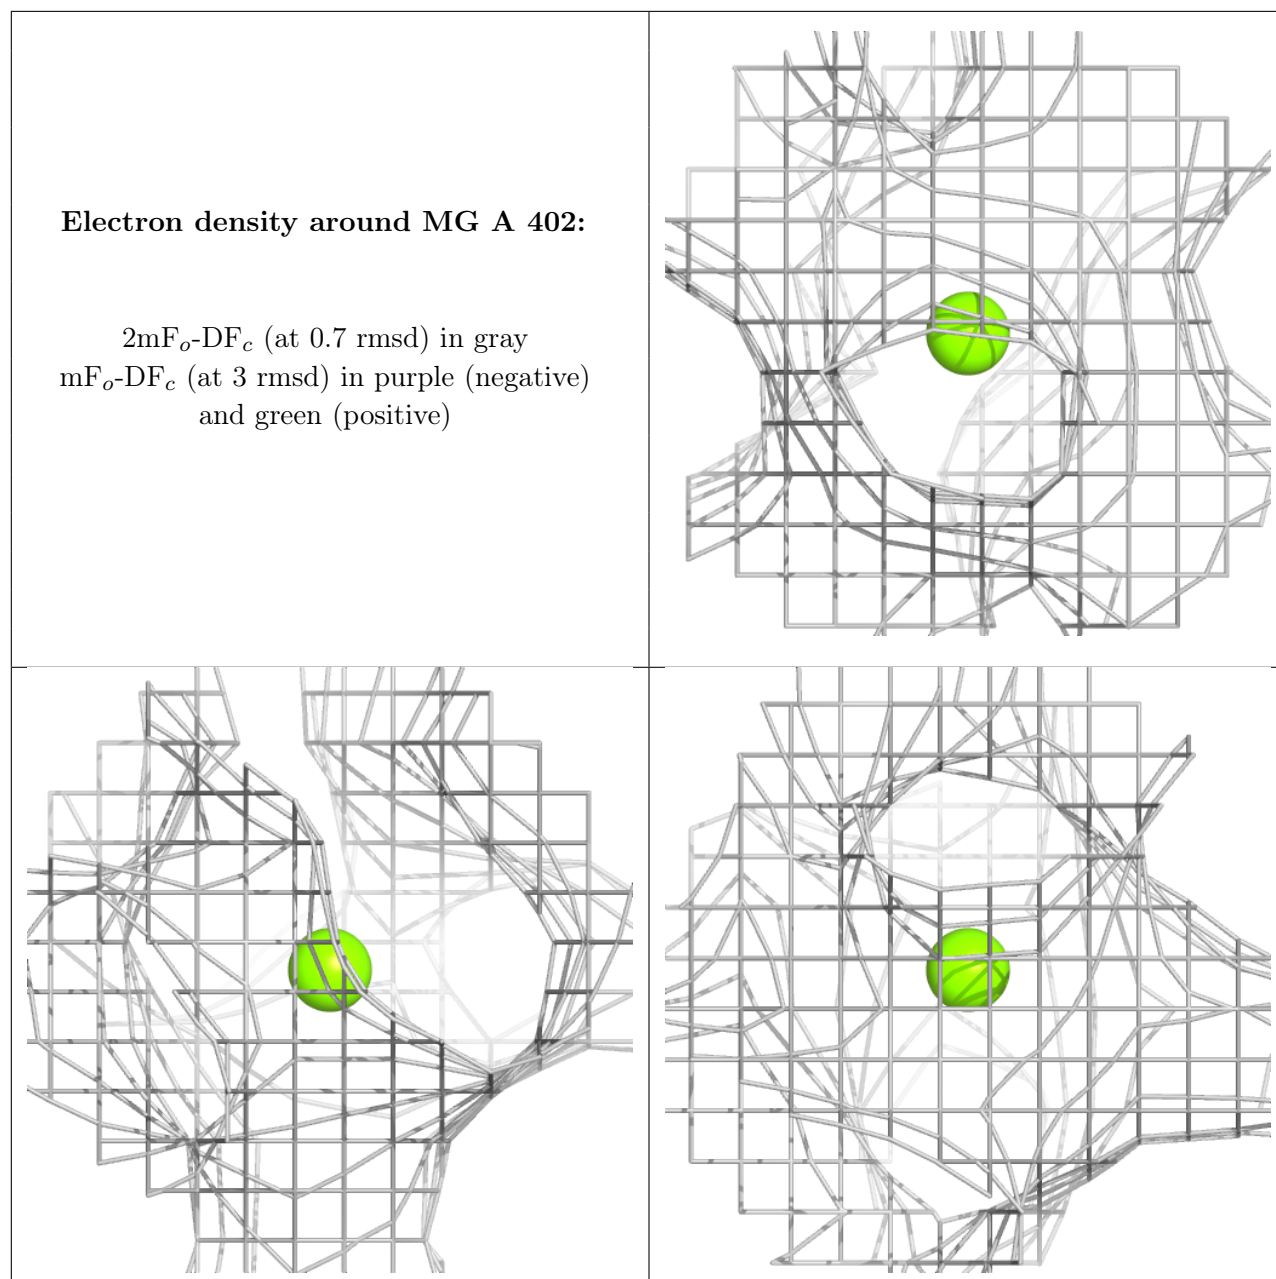 Electron density around MG A 402:
2mFₒ-DF𝒸 (at 0.7 rmsd) in gray
mFₒ-DF𝒸 (at 3 rmsd) in purple (negative)
and green (positive)